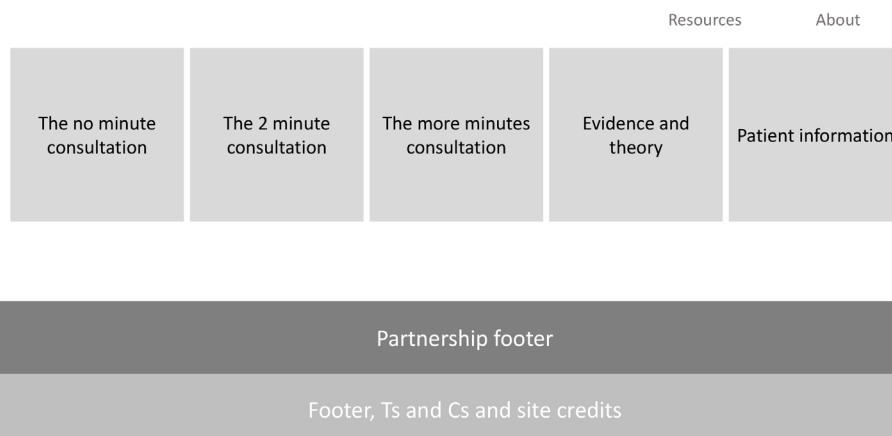 Resources About
The no minute
consultation
The 2 minute
consultation
The more minutes
consultation
Evidence and
theory
Patient information
Partnership footer
Footer, Ts and Cs and site credits